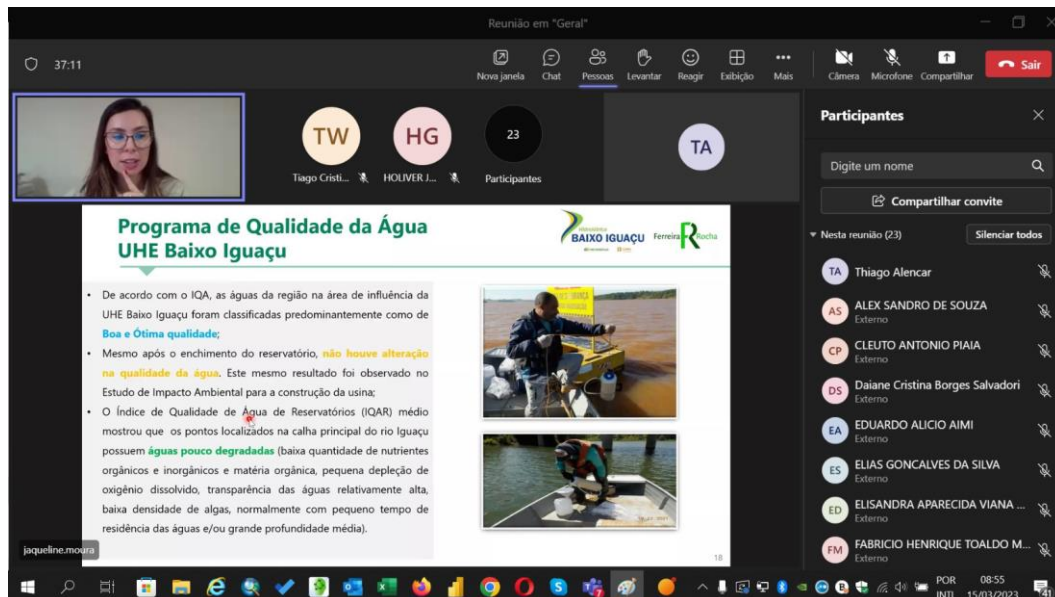 Reunião em "Geral"
37:11
Nova janela
Chat
Pessoas
Levantar
Reagir
Exibição
Mais
Câmera
Microfone
Compartilhar
Sair
TW
Tiago Cristi...
HG
HOLIVER J...
23
Participantes
TA
Programa de Qualidade da Água
UHE Baixo Iguaçu
BAIXO IGUAÇU
Ferreira Rocha
• De acordo com o IQA, as águas da região na área de influência da
UHE Baixo Iguaçu foram classificadas predominantemente como de
Boa e Ótima qualidade;
• Mesmo após o enchimento do reservatório, não houve alteração
na qualidade da água. Este mesmo resultado foi observado no
Estudo de Impacto Ambiental para a construção da usina;
• O Índice de Qualidade de Água de Reservatórios (IQAR) médio
mostrou que os pontos localizados na calha principal do rio Iguaçu
possuem águas pouco degradadas (baixa quantidade de nutrientes
orgânicos e inorgânicos e matéria orgânica, pequena depleção de
oxigênio dissolvido, transparência das águas relativamente alta,
baixa densidade de algas, normalmente com pequeno tempo de
residência das águas e/ou grande profundidade média).
18
jaqueline.moura
Participantes
Digite um nome
Compartilhar convite
Nesta reunião (23)
Silenciar todos
TA
Thiago Alencar
AS
ALEX SANDRO DE SOUZA
Externo
CP
CLEUTO ANTONIO PIAIA
Externo
DS
Daiane Cristina Borges Salvadori
Externo
EA
EDUARDO ALICIO AIMI
Externo
ES
ELIAS GONCALVES DA SILVA
Externo
ED
ELISANDRA APARECIDA VIANA ...
Externo
FM
FABRICIO HENRIQUE TOALDO M...
Externo
POR
INTL
08:55
15/03/2023
41